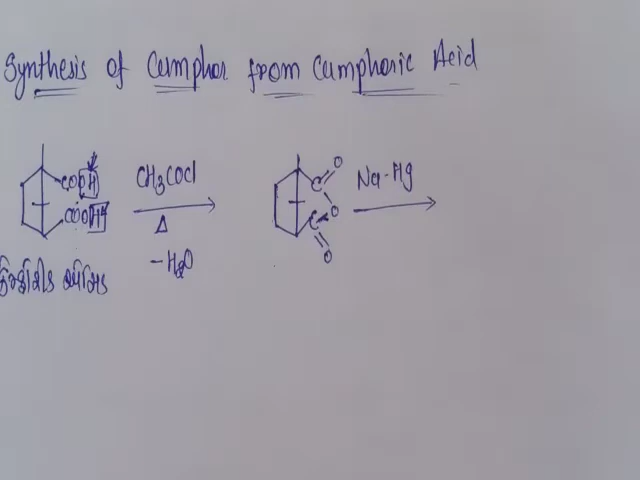 Synthesis of Camphor from Camphoric Acid
COOH CH₃COCl C O Na-Hg
COOH Δ C O
-H₂O O